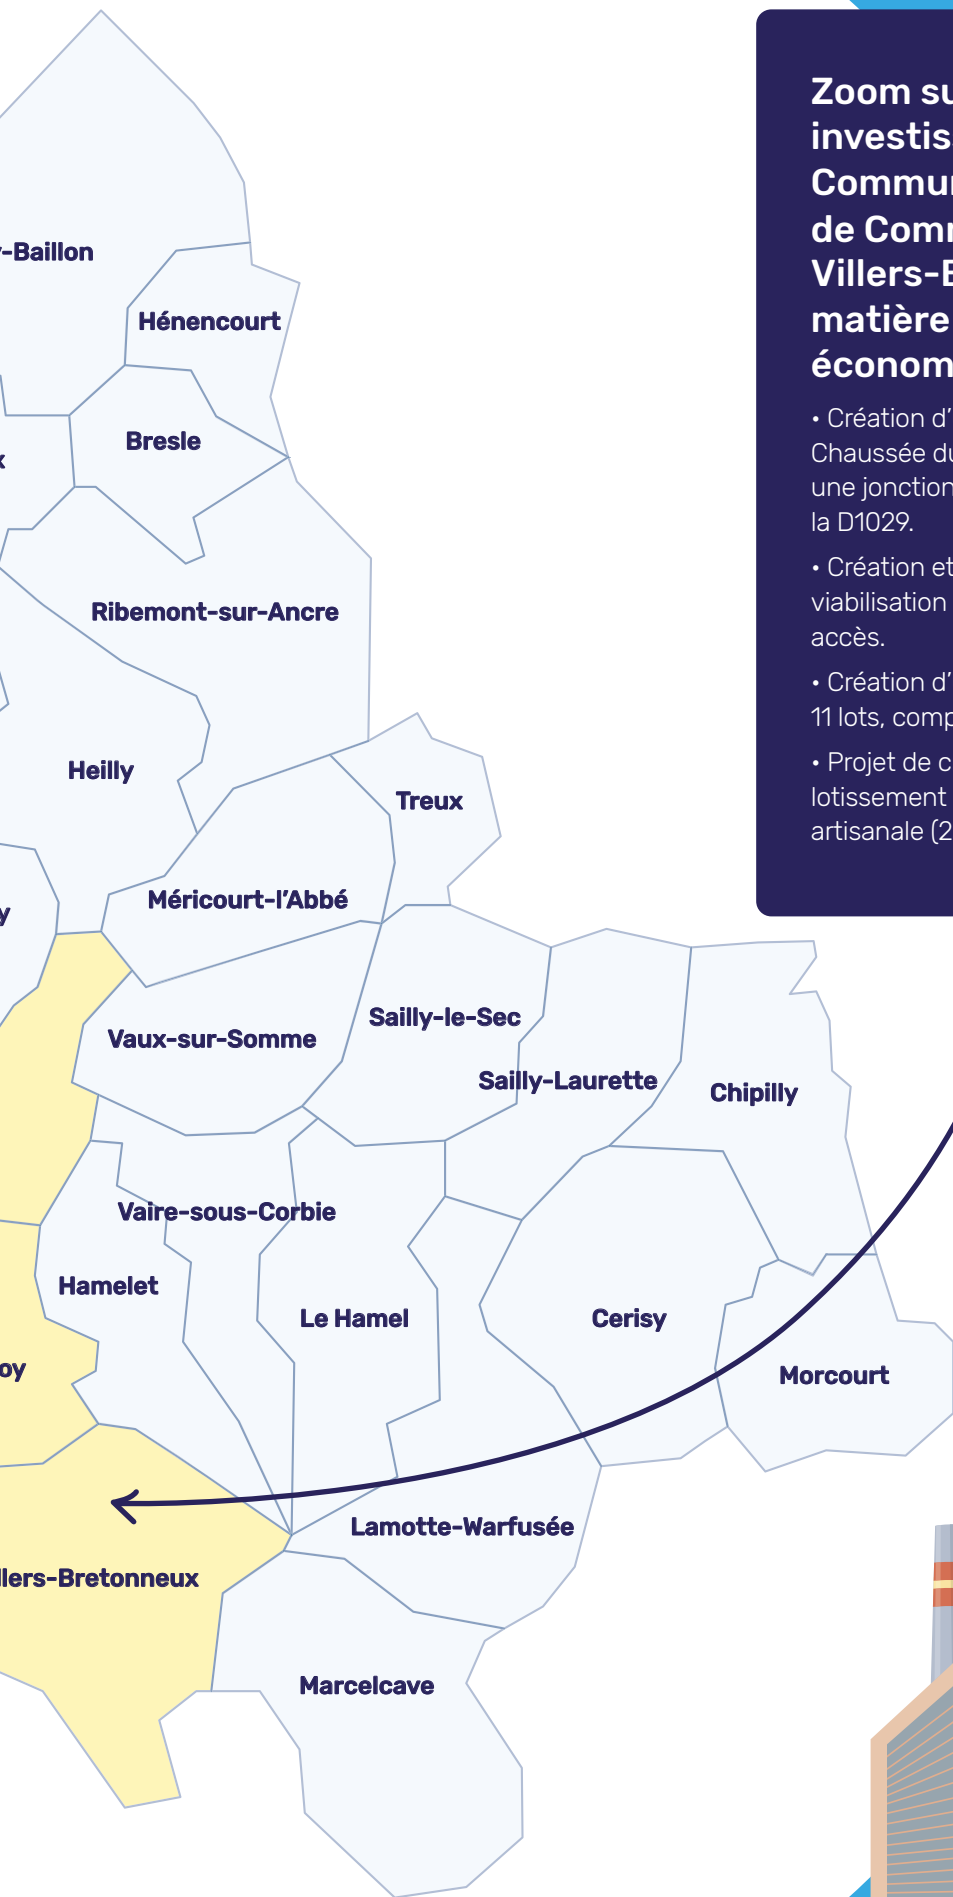 Zoom su
investis
Commu
de Com
Villers-B
matière
économ
• Création d'
Chaussée du
une jonction
la D1029.
• Création et
viabilisation
accès.
• Création d'
11 lots, comp
• Projet de c
lotissement
artisanale (2
-Baillon
Hénencourt
Bresle
x
Ribemont-sur-Ancre
Heilly
Treux
Méricourt-l'Abbé
y
Sailly-le-Sec
Vaux-sur-Somme
Sailly-Laurette
Chipilly
Vaire-sous-Corbie
Hamelet
Le Hamel
Cerisy
oy
Morcourt
Lamotte-Warfusée
llers-Bretonneux
Marcelcave